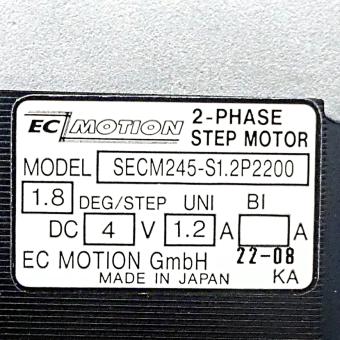 EC MOTION 2-PHASE
STEP MOTOR
MODEL SECM245-S1.2P2200
1.8 DEG/STEP UNI BI
DC 4 V 1.2 A A
22-08
EC MOTION GmbH KA
MADE IN JAPAN